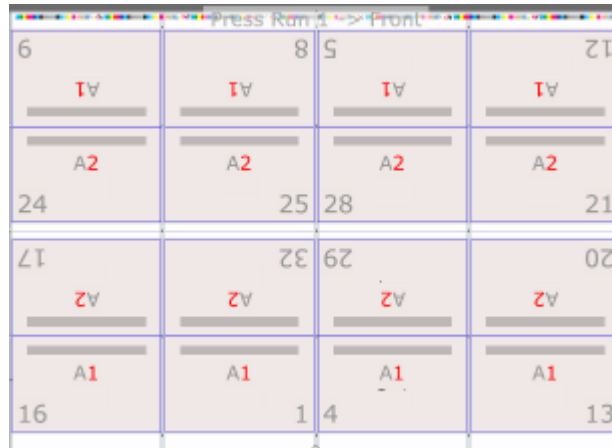 Press Run 1 -> Front
9 8 5 12
A1 A1 A1 A1
A2 A2 A2 A2
24 25 28 21
17 32 29 20
A2 A2 A2 A2
A1 A1 A1 A1
16 1 4 13